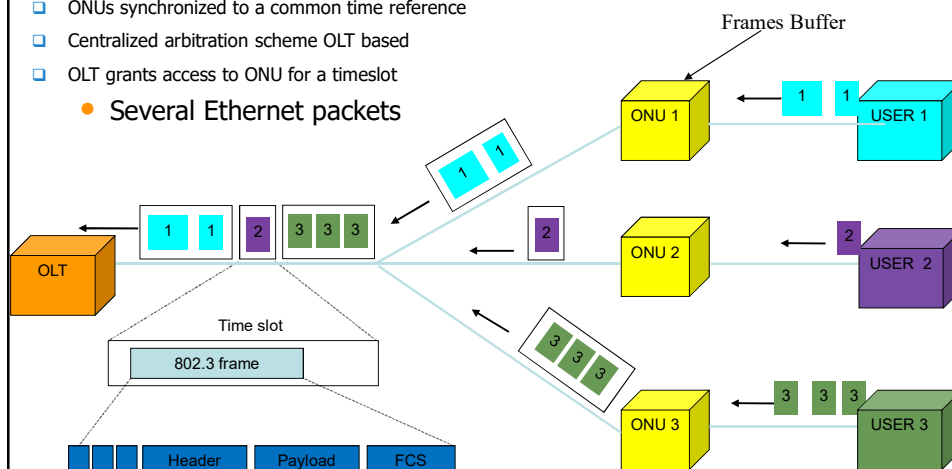 ONUs synchronized to a common time reference
Centralized arbitration scheme OLT based
OLT grants access to ONU for a timeslot
Several Ethernet packets
Frames Buffer
ONU 1
1 1
USER 1
1 1
1 1
2
3 3 3
OLT
2
ONU 2
2
USER 2
Time slot
802.3 frame
3 3 3
ONU 3
3 3 3
USER 3
Header
Payload
FCS